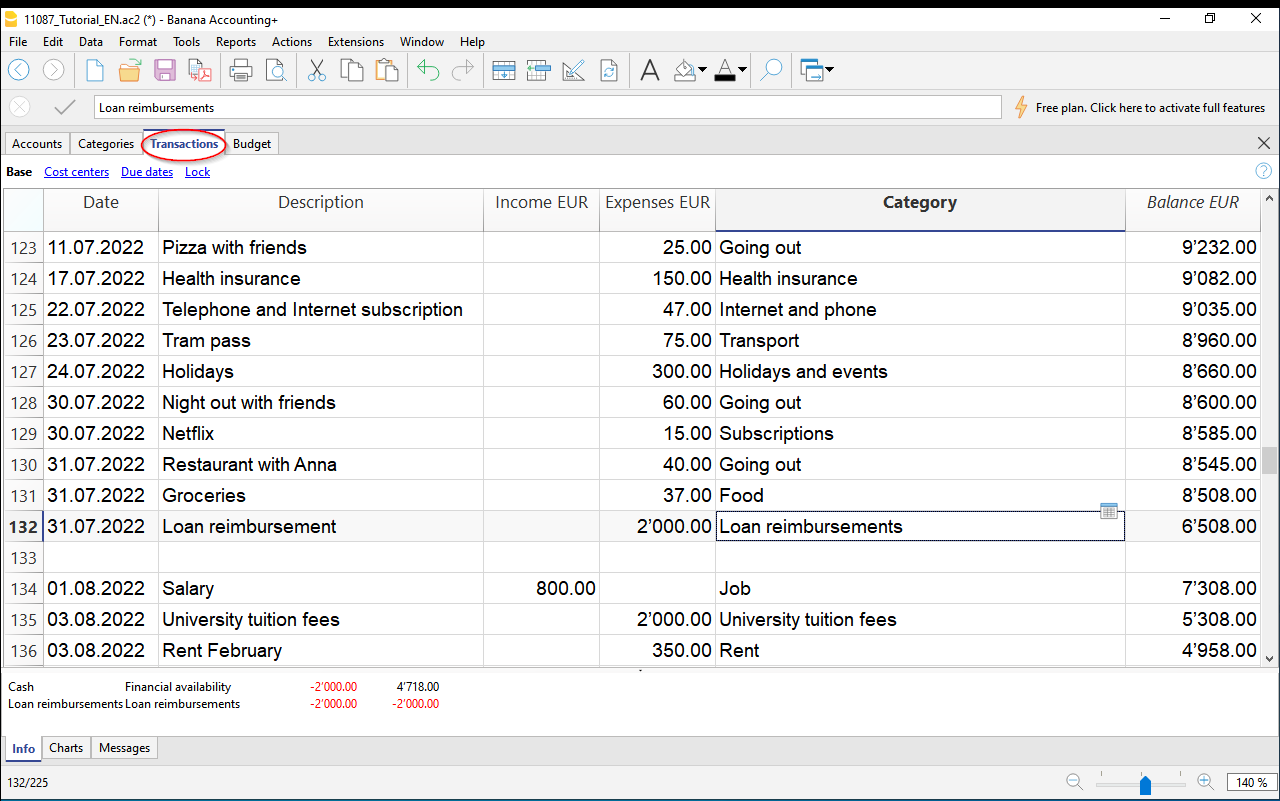 11087_Tutorial_EN.ac2 (*) - Banana Accounting+
File Edit Data Format Tools Reports Actions Extensions Window Help
Loan reimbursements
Free plan. Click here to activate full features
Accounts Categories Transactions Budget
Base Cost centers Due dates Lock
Date Description Income EUR Expenses EUR Category Balance EUR
123 11.07.2022 Pizza with friends 25.00 Going out 9’232.00
124 17.07.2022 Health insurance 150.00 Health insurance 9’082.00
125 22.07.2022 Telephone and Internet subscription 47.00 Internet and phone 9’035.00
126 23.07.2022 Tram pass 75.00 Transport 8’960.00
127 24.07.2022 Holidays 300.00 Holidays and events 8’660.00
128 30.07.2022 Night out with friends 60.00 Going out 8’600.00
129 30.07.2022 Netflix 15.00 Subscriptions 8’585.00
130 31.07.2022 Restaurant with Anna 40.00 Going out 8’545.00
131 31.07.2022 Groceries 37.00 Food 8’508.00
132 31.07.2022 Loan reimbursement 2’000.00 Loan reimbursements 6’508.00
133
134 01.08.2022 Salary 800.00 Job 7’308.00
135 03.08.2022 University tuition fees 2’000.00 University tuition fees 5’308.00
136 03.08.2022 Rent February 350.00 Rent 4’958.00
Cash Financial availability -2’000.00 4’718.00
Loan reimbursements Loan reimbursements -2’000.00 -2’000.00
Info Charts Messages
132/225
140 %